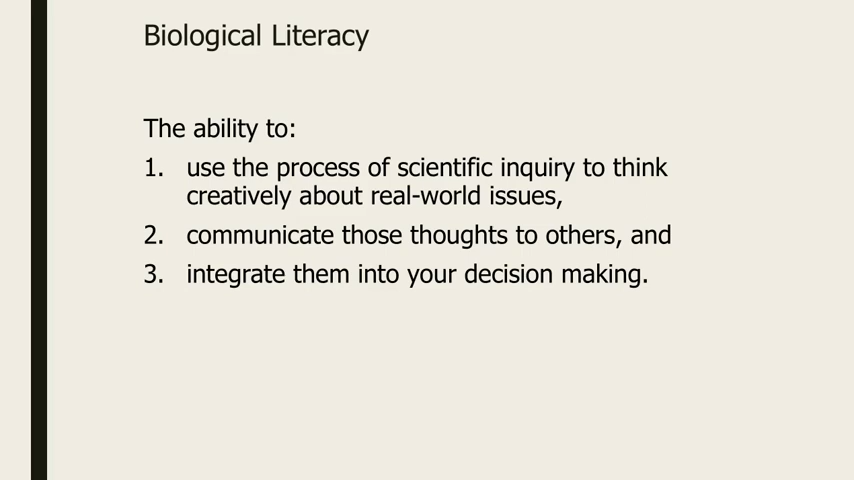 Biological Literacy
The ability to:
1. use the process of scientific inquiry to think
creatively about real-world issues,
2. communicate those thoughts to others, and
3. integrate them into your decision making.